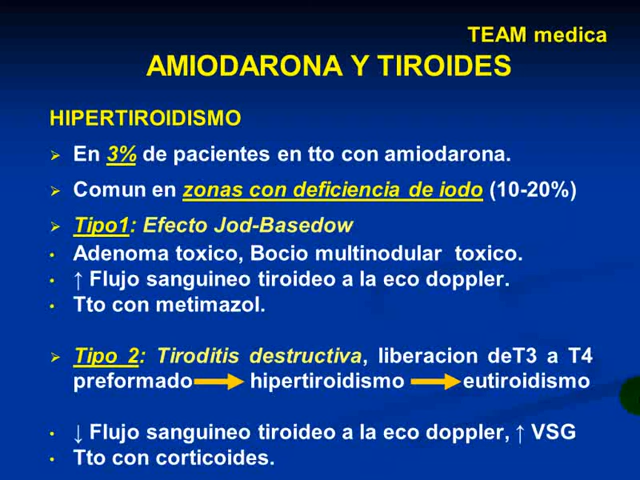 TEAM medica
AMIODARONA Y TIROIDES
HIPERTIROIDISMO
➢ En 3% de pacientes en tto con amiodarona.
➢ Comun en zonas con deficiencia de iodo (10-20%)
➢ Tipo1: Efecto Jod-Basedow
• Adenoma toxico, Bocio multinodular toxico.
• ↑ Flujo sanguineo tiroideo a la eco doppler.
• Tto con metimazol.
➢ Tipo 2: Tiroditis destructiva, liberacion deT3 a T4
preformado → hipertiroidismo → eutiroidismo
• ↓ Flujo sanguineo tiroideo a la eco doppler, ↑ VSG
• Tto con corticoides.